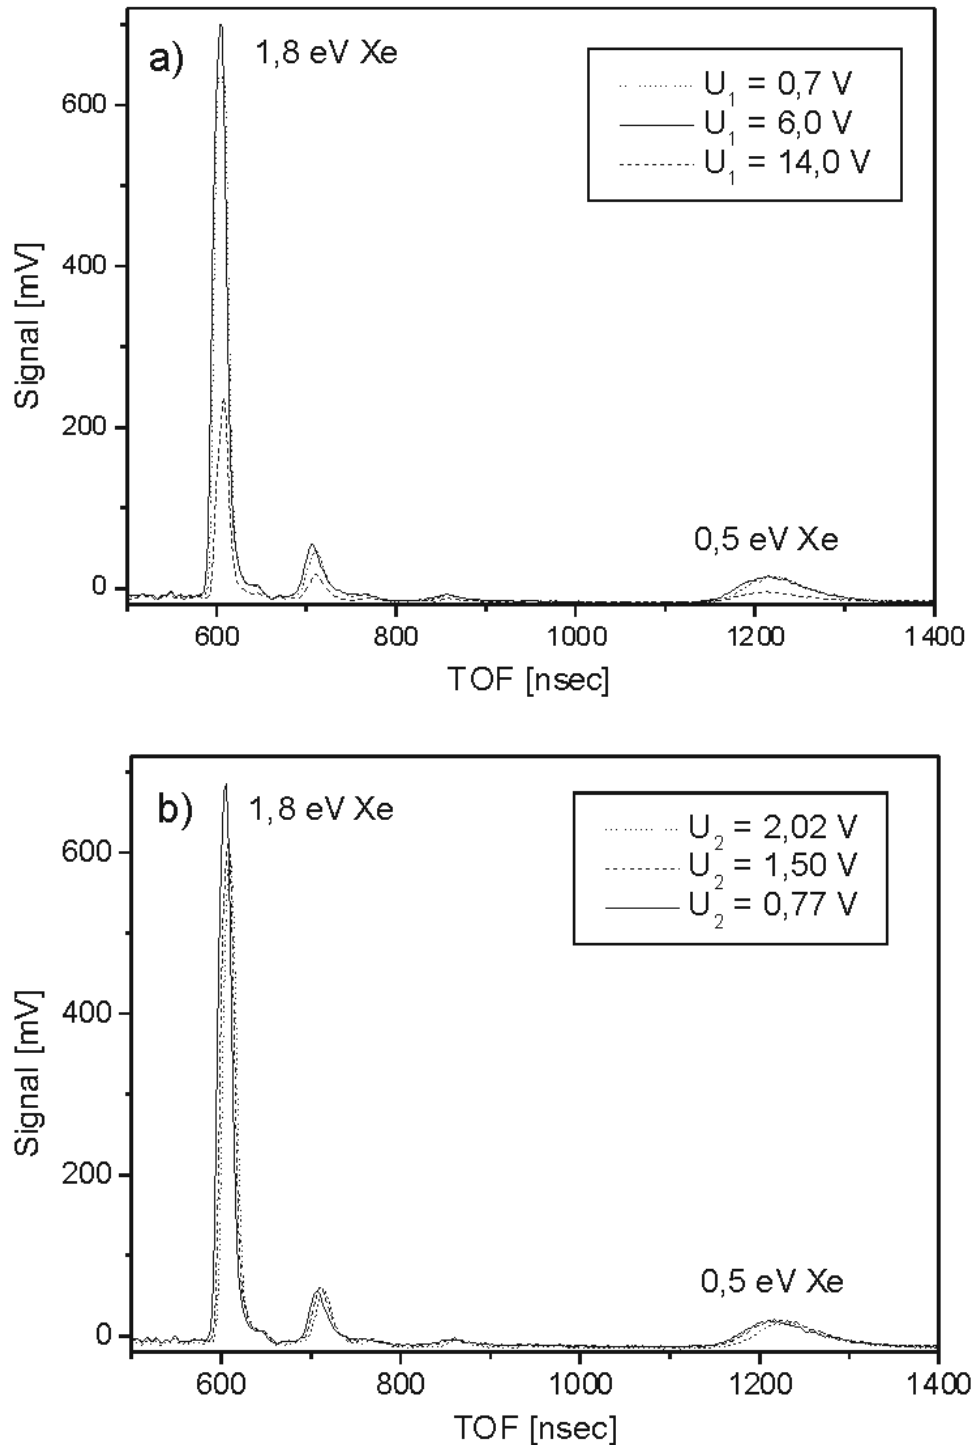 a)
1,8 eV Xe
U1 = 0,7 V
U1 = 6,0 V
U1 = 14,0 V
600
400
200
0
Signal [mV]
0,5 eV Xe
600 800 1000 1200 1400
TOF [nsec]
b)
1,8 eV Xe
U2 = 2,02 V
U2 = 1,50 V
U2 = 0,77 V
600
400
200
0
Signal [mV]
0,5 eV Xe
600 800 1000 1200 1400
TOF [nsec]